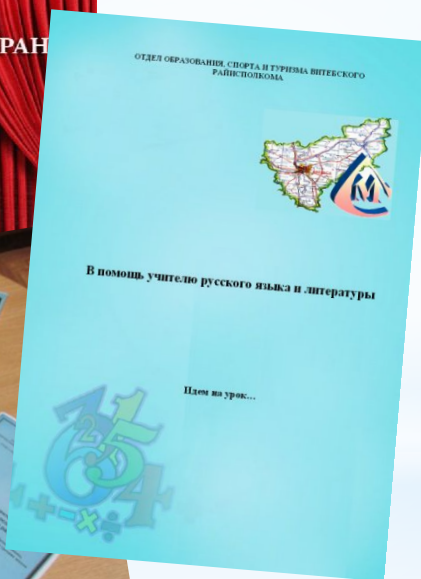 РАН
ОТДЕЛ ОБРАЗОВАНИЯ, СПОРТА И ТУРИЗМА ВИТЕБСКОГО
РАЙИСПОЛКОМА
М
В помощь учителю русского языка и литературы
Идем на урок...